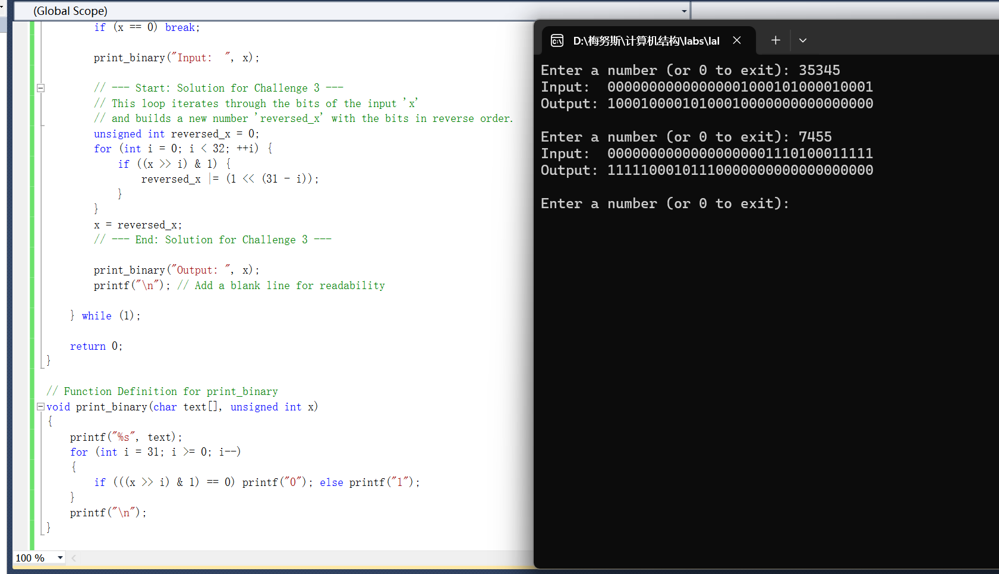 (Global Scope)
if (x == 0) break;
print_binary("Input:  ", x);
// --- Start: Solution for Challenge 3 ---
// This loop iterates through the bits of the input 'x'
// and builds a new number 'reversed_x' with the bits in reverse order.
unsigned int reversed_x = 0;
for (int i = 0; i < 32; ++i) {
if ((x >> i) & 1) {
reversed_x |= (1 << (31 - i));
}
}
x = reversed_x;
// --- End: Solution for Challenge 3 ---
print_binary("Output: ", x);
printf("\n"); // Add a blank line for readability
} while (1);
return 0;
}
// Function Definition for print_binary
void print_binary(char text[], unsigned int x)
{
printf("%s", text);
for (int i = 31; i >= 0; i--)
{
if (((x >> i) & 1) == 0) printf("0"); else printf("1");
}
printf("\n");
}
100 %
D:\梅努斯\计算机结构\labs\lal
Enter a number (or 0 to exit): 35345
Input:  00000000000000001000101000010001
Output: 10001000010100010000000000000000
Enter a number (or 0 to exit): 7455
Input:  00000000000000000001110100011111
Output: 11111000101110000000000000000000
Enter a number (or 0 to exit):